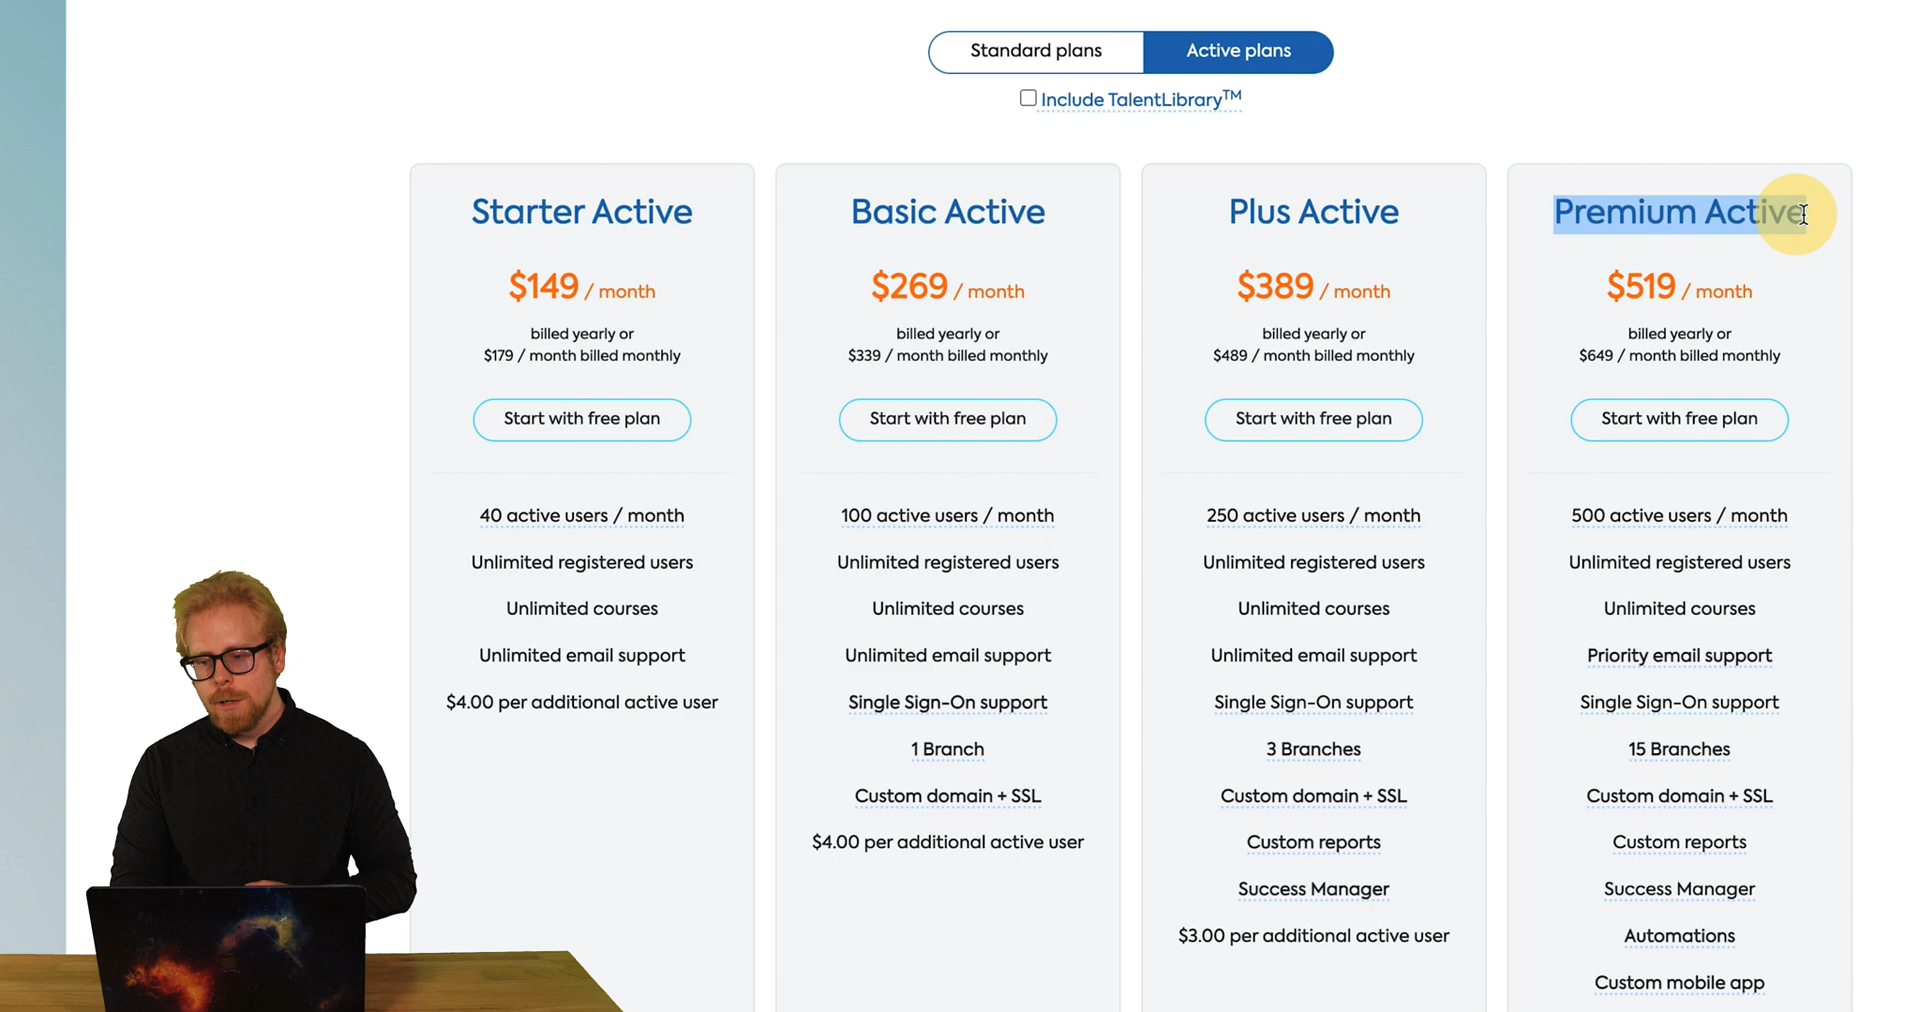 Standard plans
Active plans
Include TalentLibrary™
Starter Active
$149 / month
billed yearly or
$179 / month billed monthly
Start with free plan
40 active users / month
Unlimited registered users
Unlimited courses
Unlimited email support
$4.00 per additional active user
Basic Active
$269 / month
billed yearly or
$339 / month billed monthly
Start with free plan
100 active users / month
Unlimited registered users
Unlimited courses
Unlimited email support
Single Sign-On support
1 Branch
Custom domain + SSL
$4.00 per additional active user
Plus Active
$389 / month
billed yearly or
$489 / month billed monthly
Start with free plan
250 active users / month
Unlimited registered users
Unlimited courses
Unlimited email support
Single Sign-On support
3 Branches
Custom domain + SSL
Custom reports
Success Manager
$3.00 per additional active user
Premium Active
$519 / month
billed yearly or
$649 / month billed monthly
Start with free plan
500 active users / month
Unlimited registered users
Unlimited courses
Priority email support
Single Sign-On support
15 Branches
Custom domain + SSL
Custom reports
Success Manager
Automations
Custom mobile app